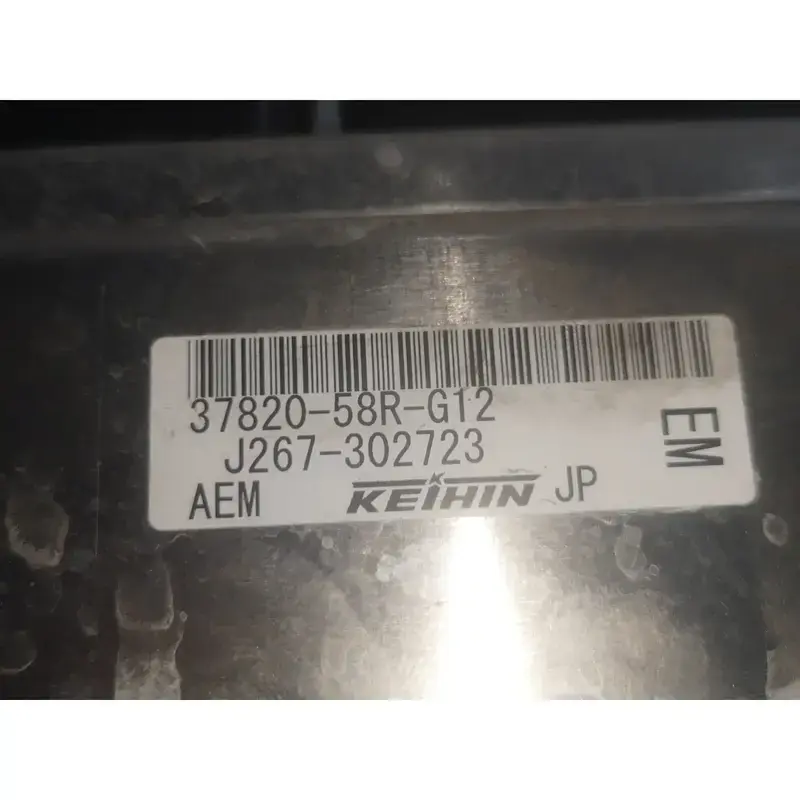 37820-58R-G12
J267-302723
AEM KEIHIN JP
EM